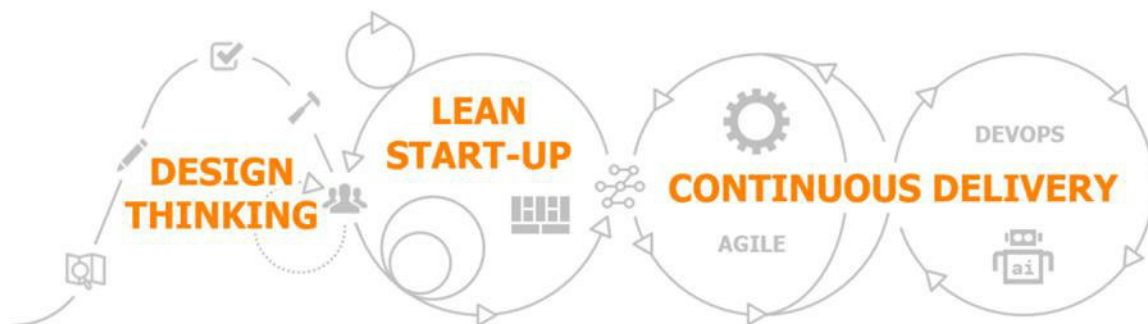 DESIGN
THINKING
LEAN
START-UP
CONTINUOUS DELIVERY
AGILE
DEVOPS
ai